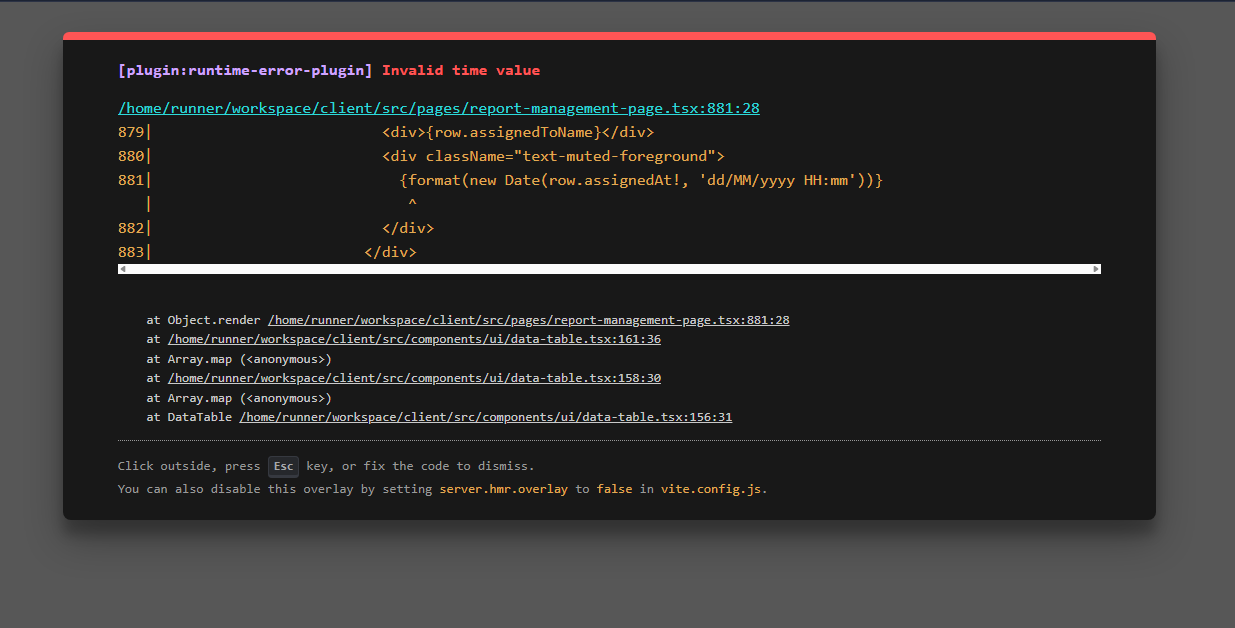 [plugin:runtime-error-plugin] Invalid time value
/home/runner/workspace/client/src/pages/report-management-page.tsx:881:28
879|                          <div>{row.assignedToName}</div>
880|                          <div className="text-muted-foreground">
881|                            {format(new Date(row.assignedAt!, 'dd/MM/yyyy HH:mm'))}
   |                             ^
882|                          </div>
883|                        </div>
at Object.render /home/runner/workspace/client/src/pages/report-management-page.tsx:881:28
at /home/runner/workspace/client/src/components/ui/data-table.tsx:161:36
at Array.map (<anonymous>)
at /home/runner/workspace/client/src/components/ui/data-table.tsx:158:30
at Array.map (<anonymous>)
at DataTable /home/runner/workspace/client/src/components/ui/data-table.tsx:156:31
Click outside, press Esc key, or fix the code to dismiss.
You can also disable this overlay by setting server.hmr.overlay to false in vite.config.js.